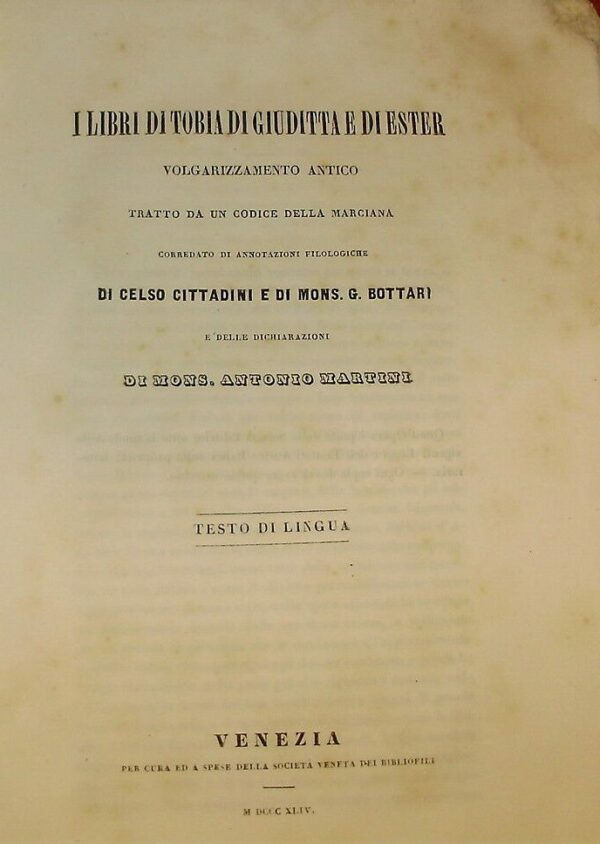 I LIBRI DI TOBIA DI GIUDITTA E DI ESTER
VOLGARIZZAMENTO ANTICO
TRATTO DA UN CODICE DELLA MARCIANA
CORREDATO DI ANNOTAZIONI FILOLOGICHE
DI CELSO CITTADINI E DI MONS. G. BOTTARI
E DELLE DICHIARAZIONI
DI MONS. ANTONIO MARTINI
TESTO DI LINGUA
VENEZIA
PER CURA ED A SPESE DELLA SOCIETA VENETA DEI BIBLIOFILI
M DCCC XLIV.